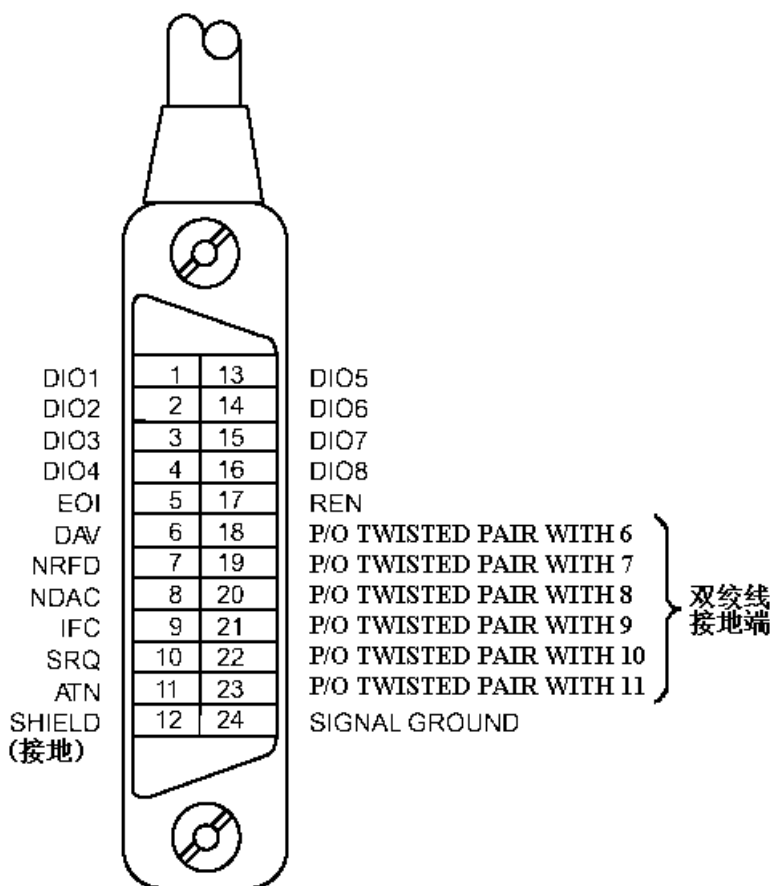 DIO1 1 13 DIO5
DIO2 2 14 DIO6
DIO3 3 15 DIO7
DIO4 4 16 DIO8
EOI 5 17 REN
DAV 6 18 P/O TWISTED PAIR WITH 6
NRFD 7 19 P/O TWISTED PAIR WITH 7
NDAC 8 20 P/O TWISTED PAIR WITH 8
IFC 9 21 P/O TWISTED PAIR WITH 9
SRQ 10 22 P/O TWISTED PAIR WITH 10
ATN 11 23 P/O TWISTED PAIR WITH 11
双绞线
接地端
SHIELD 12 24 SIGNAL GROUND
(接地)